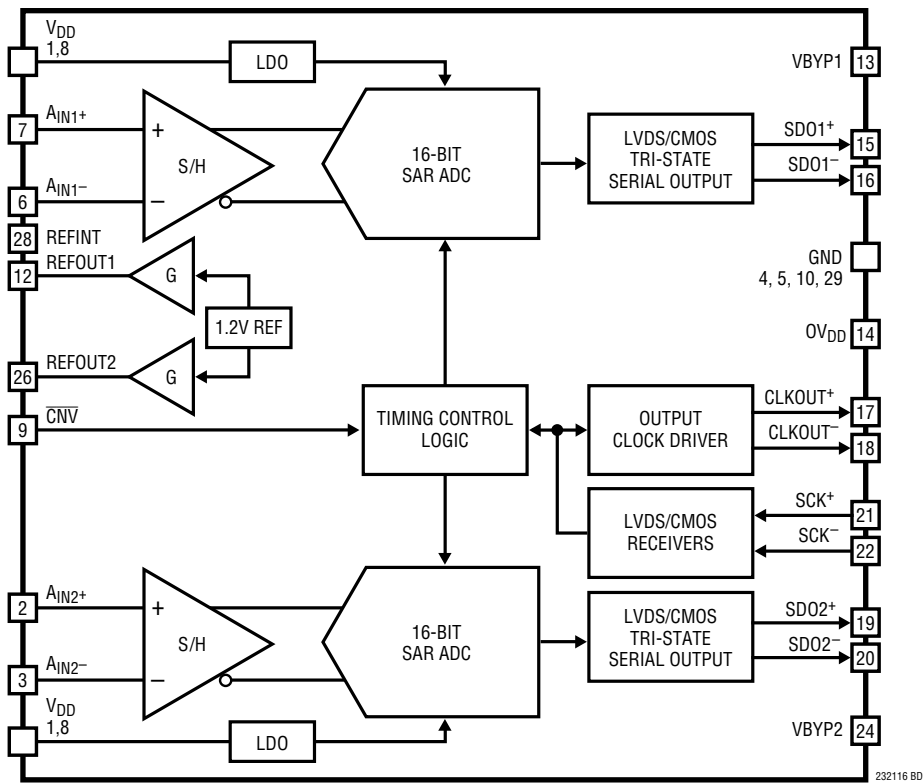 VDD
1,8
LDO
VBYP1
13
7
AIN1+
+
S/H
–
6
AIN1–
16-BIT
SAR ADC
LVDS/CMOS
TRI-STATE
SERIAL OUTPUT
SDO1+
15
SDO1–
16
28
REFINT
12
REFOUT1
G
1.2V REF
26
REFOUT2
G
GND
4, 5, 10, 29
OVDD
14
9
CNV
TIMING CONTROL
LOGIC
OUTPUT
CLOCK DRIVER
CLKOUT+
17
CLKOUT–
18
LVDS/CMOS
RECEIVERS
SCK+
21
SCK–
22
2
AIN2+
+
S/H
–
3
AIN2–
16-BIT
SAR ADC
LVDS/CMOS
TRI-STATE
SERIAL OUTPUT
SDO2+
19
SDO2–
20
VDD
1,8
LDO
VBYP2
24
232116 BD